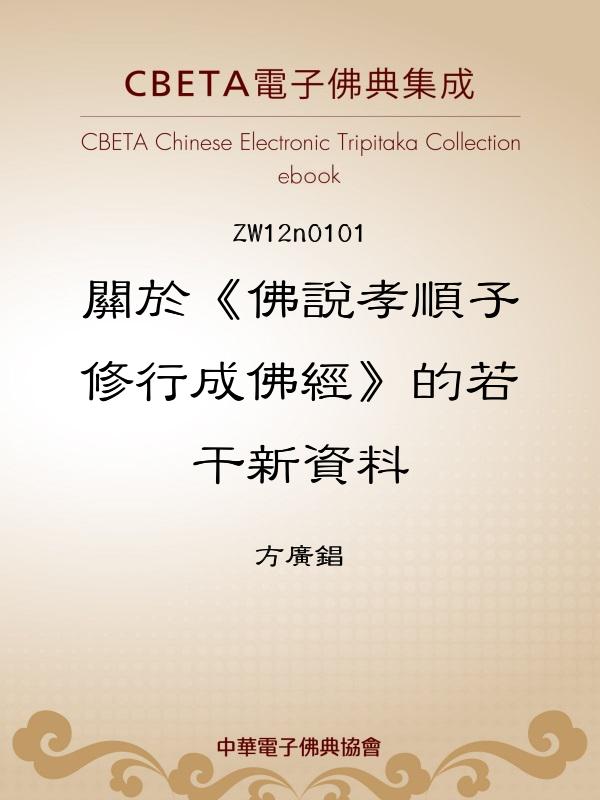 CBETA電子佛典集成
CBETA Chinese Electronic Tripitaka Collection
ebook
ZW12n0101
關於《佛說孝順子
修行成佛經》的若
干新資料
方廣錩
中華電子佛典協會